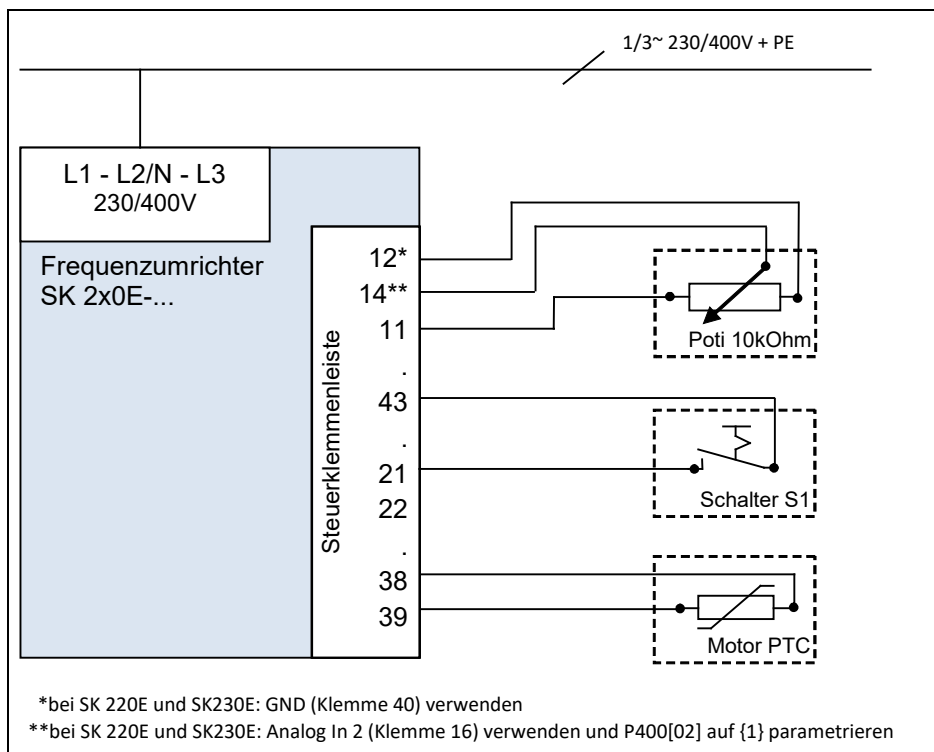 1/3~ 230/400V + PE
L1 - L2/N - L3
230/400V
Frequenzumrichter
SK 2x0E-...
Steuerklemmenleiste
12*
14**
11
.
43
.
21
22
.
38
39
Poti 10kOhm
Schalter S1
Motor PTC
*bei SK 220E und SK230E: GND (Klemme 40) verwenden
**bei SK 220E und SK230E: Analog In 2 (Klemme 16) verwenden und P400[02] auf {1} parametrieren